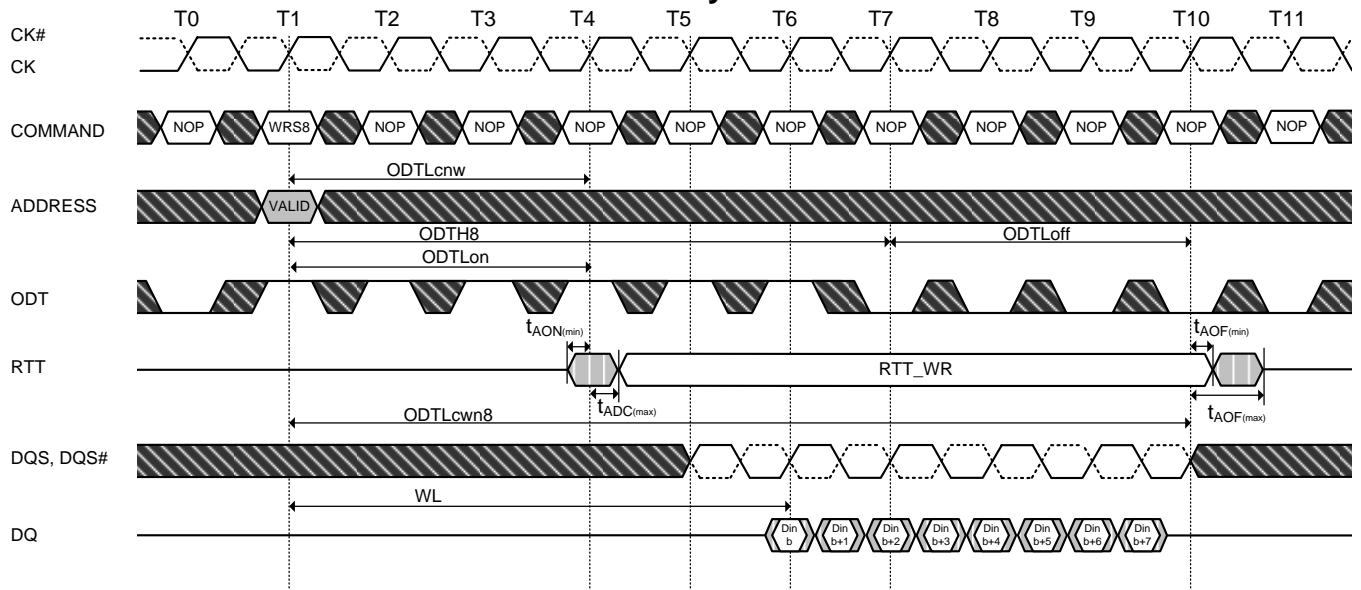 T0 T1 T2 T3 T4 T5 T6 T7 T8 T9 T10 T11
CK#
CK
COMMAND NOP WRS8 NOP NOP NOP NOP NOP NOP NOP NOP NOP NOP
ODTLcnw
ADDRESS VALID
ODTH8 ODTLoff
ODTLon
ODT
tAON(min) tAOF(min)
RTT RTT_WR
tADC(max) tAOF(max)
ODTLcwn8
DQS, DQS#
WL
DQ Din b Din b+1 Din b+2 Din b+3 Din b+4 Din b+5 Din b+6 Din b+7